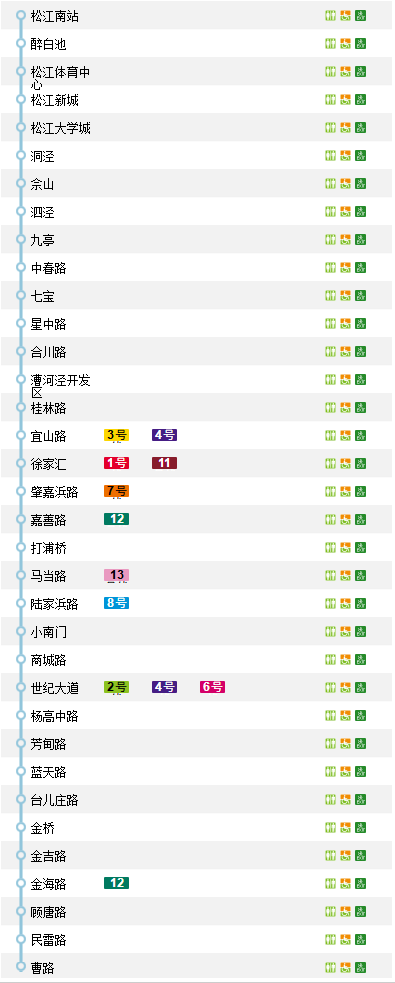 松江南站
醉白池
松江体育中
心
松江新城
松江大学城
洞泾
佘山
泗泾
九亭
中春路
七宝
星中路
合川路
漕河泾开发
区
桂林路
宜山路 3号 4号
徐家汇 1号 11
肇嘉浜路 7号
嘉善路 12
打浦桥
马当路 13
陆家浜路 8号
小南门
商城路
世纪大道 2号 4号 6号
杨高中路
芳甸路
蓝天路
台儿庄路
金桥
金吉路
金海路 12
顾唐路
民雷路
曹路